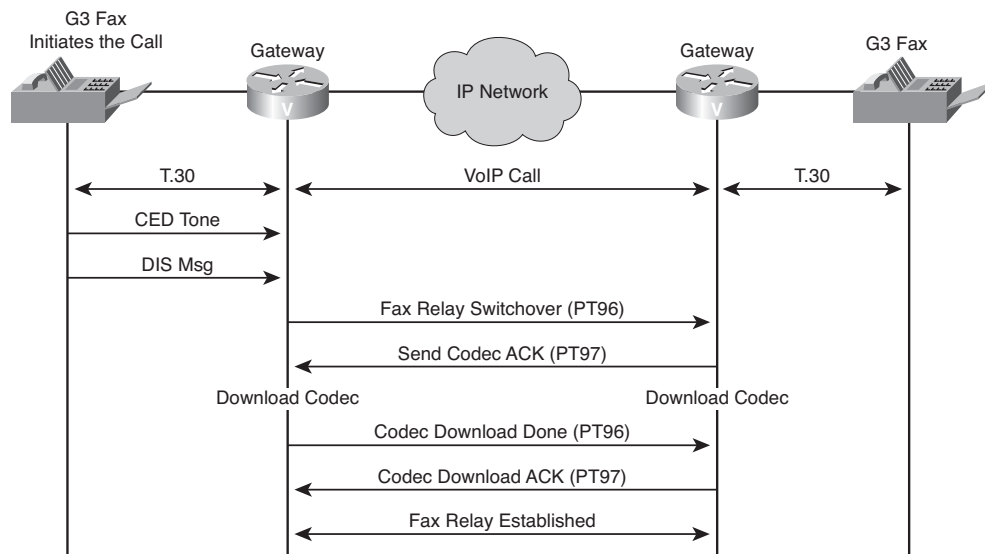 G3 Fax
Initiates the Call
Gateway
Gateway
G3 Fax
IP Network
V
V
T.30
VoIP Call
T.30
CED Tone
DIS Msg
Fax Relay Switchover (PT96)
Send Codec ACK (PT97)
Download Codec
Download Codec
Codec Download Done (PT96)
Codec Download ACK (PT97)
Fax Relay Established